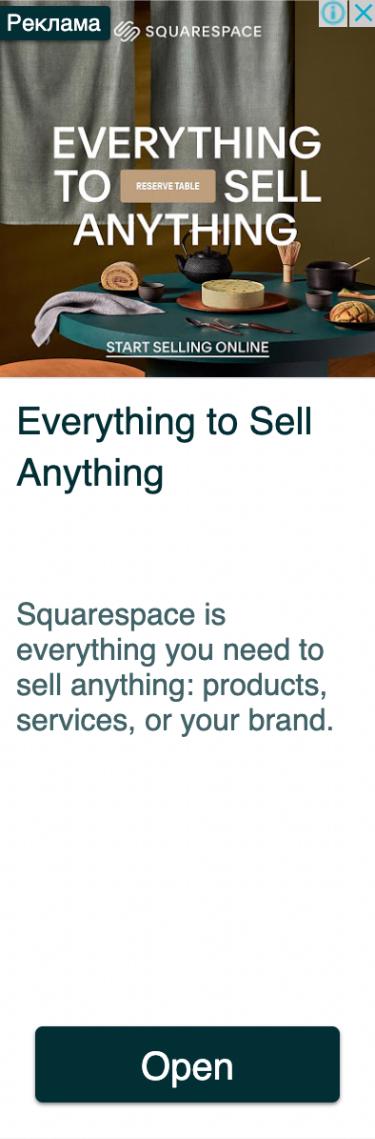 Реклама
SQUARESPACE
EVERYTHING
TO RESERVE TABLE SELL
ANYTHING
START SELLING ONLINE
Everything to Sell
Anything
Squarespace is
everything you need to
sell anything: products,
services, or your brand.
Open